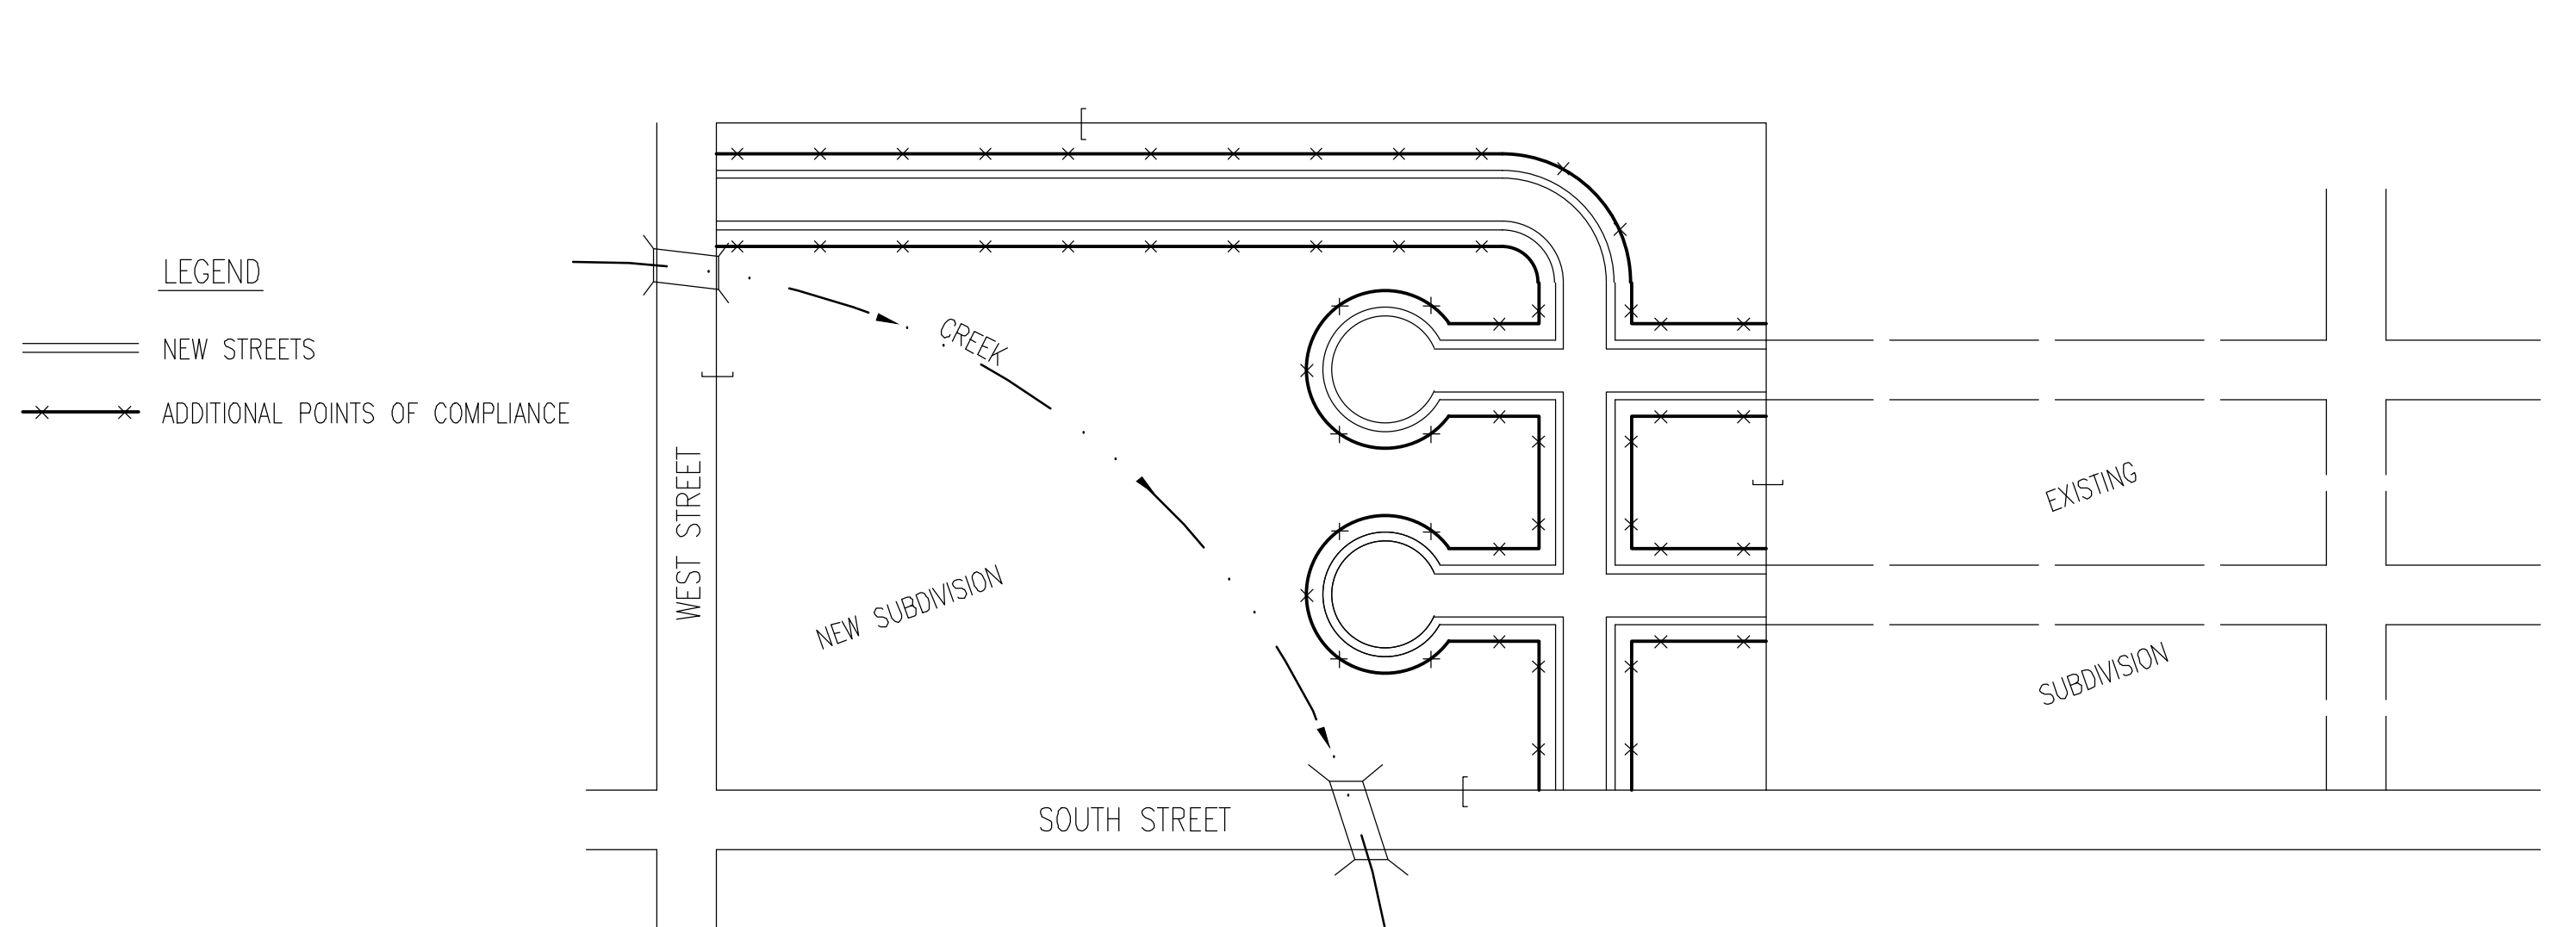 LEGEND
NEW STREETS
ADDITIONAL POINTS OF COMPLIANCE
CREEK
WEST STREET
NEW SUBDIVISION
SOUTH STREET
EXISTING
SUBDIVISION